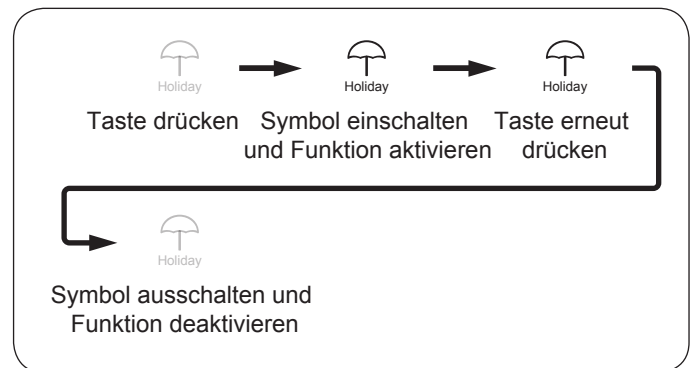 Holiday Holiday Holiday
Taste drücken Symbol einschalten Taste erneut
und Funktion aktivieren drücken
Holiday
Symbol ausschalten und
Funktion deaktivieren